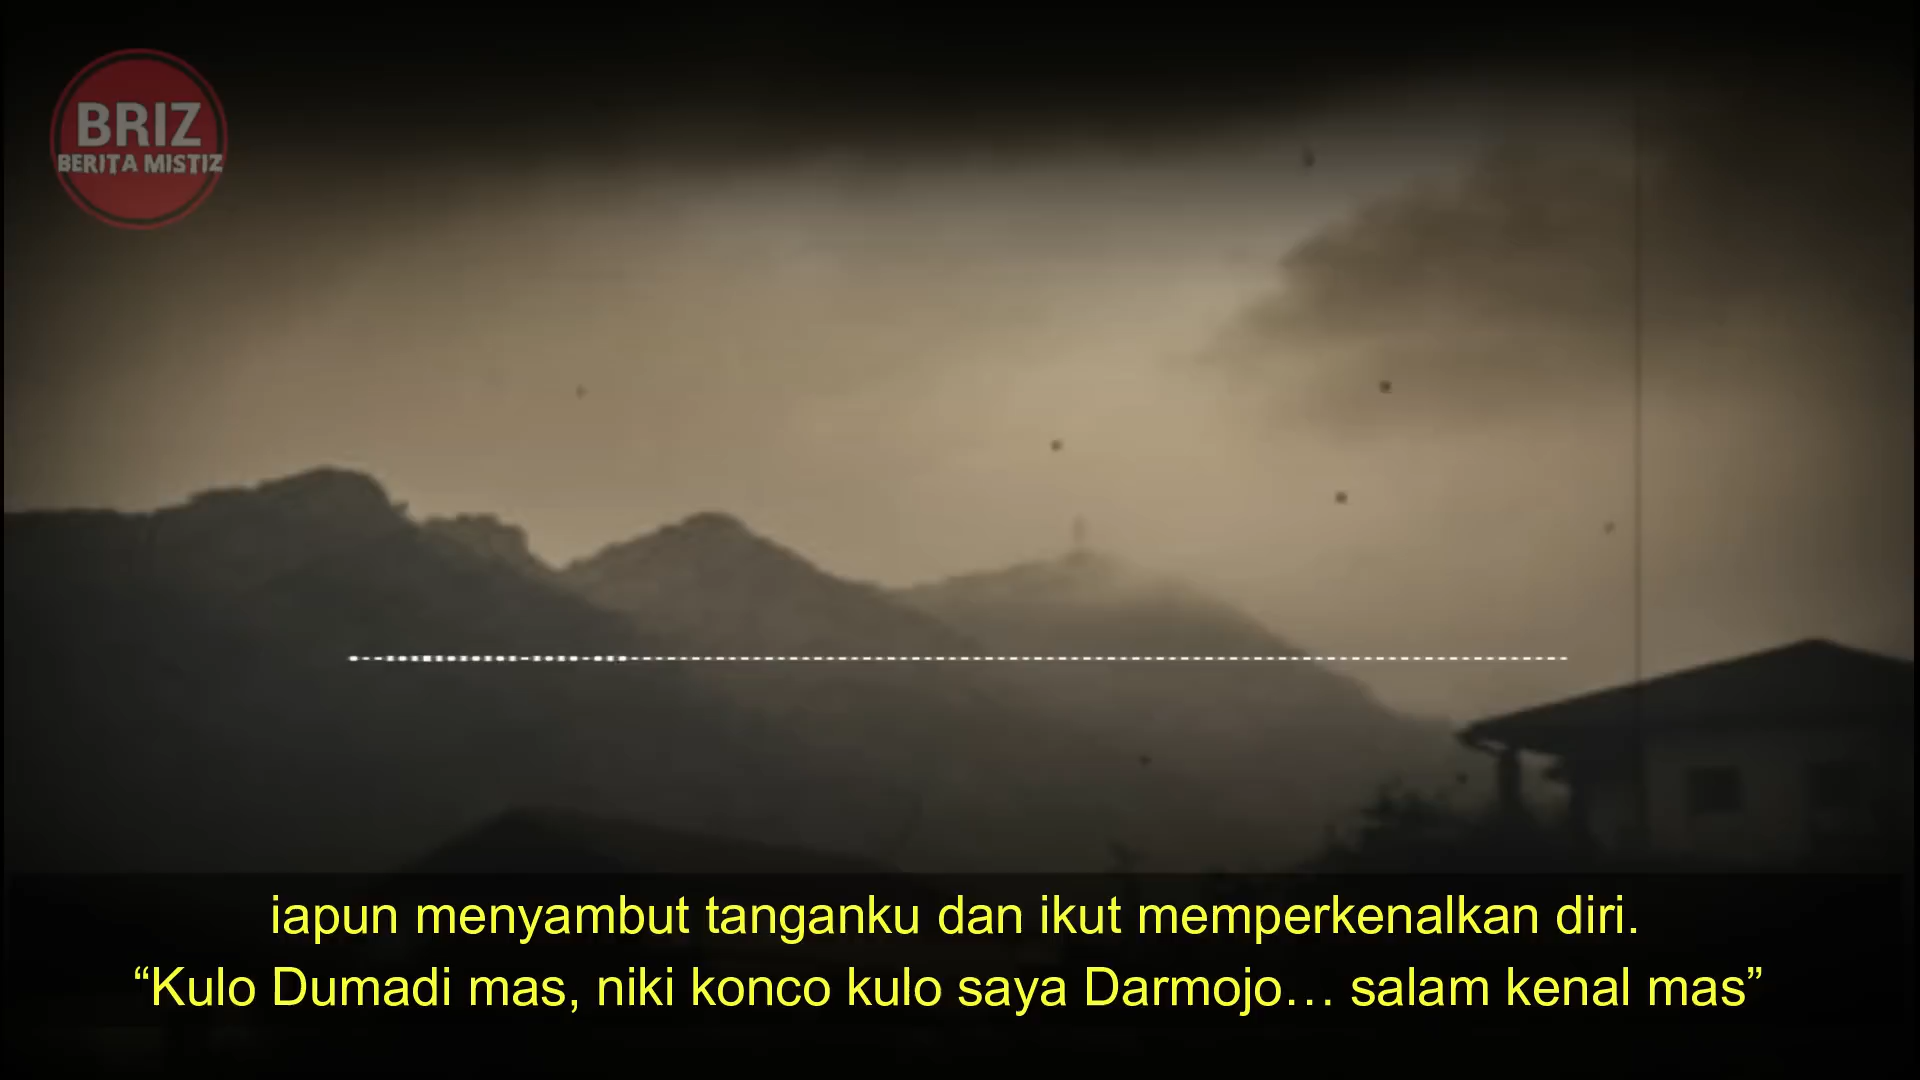 BRIZ
BERITA MISTIZ
iapun menyambut tanganku dan ikut memperkenalkan diri.
“Kulo Dumadi mas, niki konco kulo saya Darmojo… salam kenal mas”